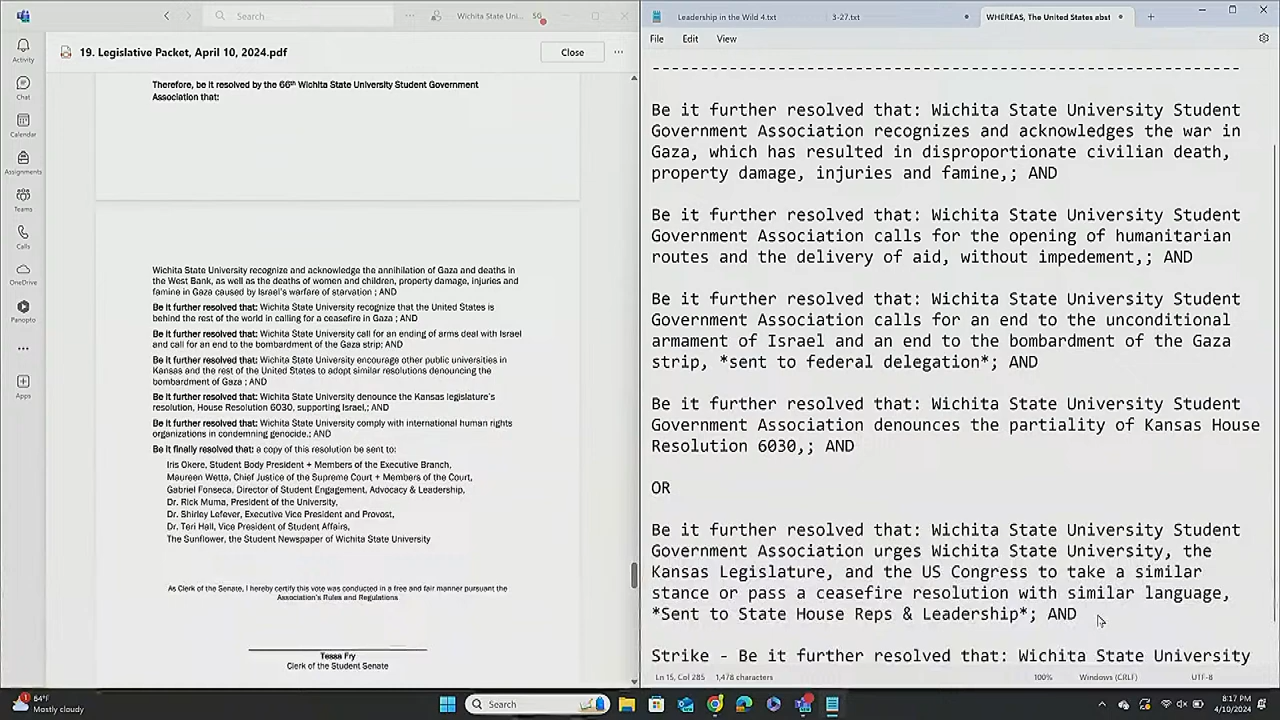 Search...
Wichita State Uni...
SG
Activity
Chat
Calendar
Assignments
Teams
Calls
OneDrive
Panopto
Apps
19. Legislative Packet, April 10, 2024.pdf
Close
Therefore, be it resolved by the 66th Wichita State University Student Government
Association that:
Wichita State University recognize and acknowledge the annihilation of Gaza and deaths in
the West Bank, as well as the deaths of women and children, property damage, injuries and
famine in Gaza caused by Israel's warfare of starvation ; AND
Be it further resolved that: Wichita State University recognize that the United States is
behind the rest of the world in calling for a ceasefire in Gaza ; AND
Be it further resolved that: Wichita State University call for an ending of arms deal with Israel
and call for an end to the bombardment of the Gaza strip; AND
Be it further resolved that: Wichita State University encourage other public universities in
Kansas and the rest of the United States to adopt similar resolutions denouncing the
bombardment of Gaza ; AND
Be it further resolved that: Wichita State University denounce the Kansas legislature's
resolution, House Resolution 6030, supporting Israel,; AND
Be it further resolved that: Wichita State University comply with international human rights
organizations in condemning genocide.; AND
Be it finally resolved that: a copy of this resolution be sent to:
Iris Okere, Student Body President + Members of the Executive Branch,
Maureen Wetta, Chief Justice of the Supreme Court + Members of the Court,
Gabriel Fonseca, Director of Student Engagement, Advocacy & Leadership,
Dr. Rick Muma, President of the University,
Dr. Shirley Lefever, Executive Vice President and Provost,
Dr. Teri Hall, Vice President of Student Affairs,
The Sunflower, the Student Newspaper of Wichita State University
As Clerk of the Senate, I hereby certify this vote was conducted in a free and fair manner pursuant the
Association's Rules and Regulations
Tessa Fry
Clerk of the Student Senate
Leadership in the Wild 4.txt
3-27.txt
WHEREAS, The United States abst
File Edit View
--------------------------------------------------------------
Be it further resolved that: Wichita State University Student
Government Association recognizes and acknowledges the war in
Gaza, which has resulted in disproportionate civilian death,
property damage, injuries and famine,; AND
Be it further resolved that: Wichita State University Student
Government Association calls for the opening of humanitarian
routes and the delivery of aid, without impedement,; AND
Be it further resolved that: Wichita State University Student
Government Association calls for an end to the unconditional
armament of Israel and an end to the bombardment of the Gaza
strip, *sent to federal delegation*; AND
Be it further resolved that: Wichita State University Student
Government Association denounces the partiality of Kansas House
Resolution 6030,; AND
OR
Be it further resolved that: Wichita State University Student
Government Association urges Wichita State University, the
Kansas Legislature, and the US Congress to take a similar
stance or pass a ceasefire resolution with similar language,
*Sent to State House Reps & Leadership*; AND
Strike - Be it further resolved that: Wichita State University
Ln 15, Col 285 1,478 characters 100% Windows (CRLF) UTF-8
1
64°F
Mostly cloudy
Search
8:17 PM
4/10/2024